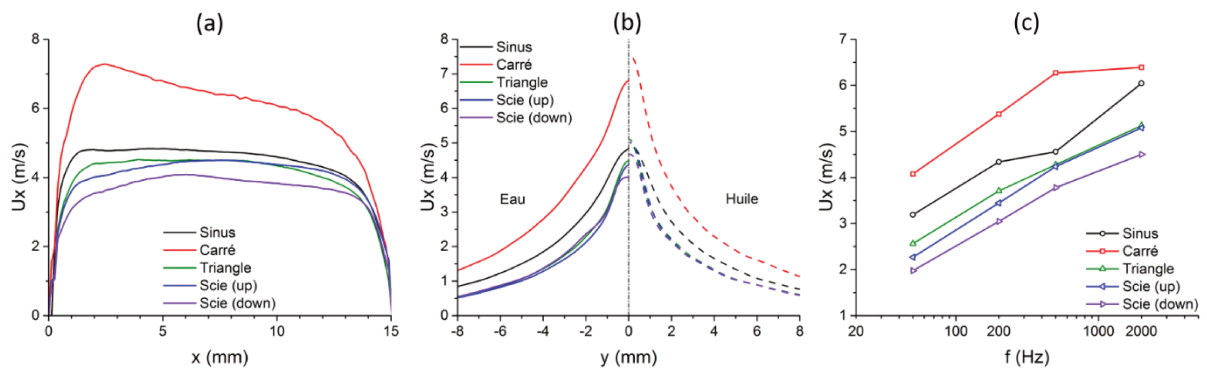 (a)
8
7
6
5
4
3
2
1
0
Ux (m/s)
Sinus
Carré
Triangle
Scie (up)
Scie (down)
0
5
10
15
x (mm)
(b)
8
6
4
2
0
Ux (m/s)
Sinus
Carré
Triangle
Scie (up)
Scie (down)
Eau
Huile
-8
-6
-4
-2
0
2
4
6
8
y (mm)
(c)
7
6
5
4
3
2
1
Ux (m/s)
Sinus
Carré
Triangle
Scie (up)
Scie (down)
20
100
200
1000
2000
f (Hz)